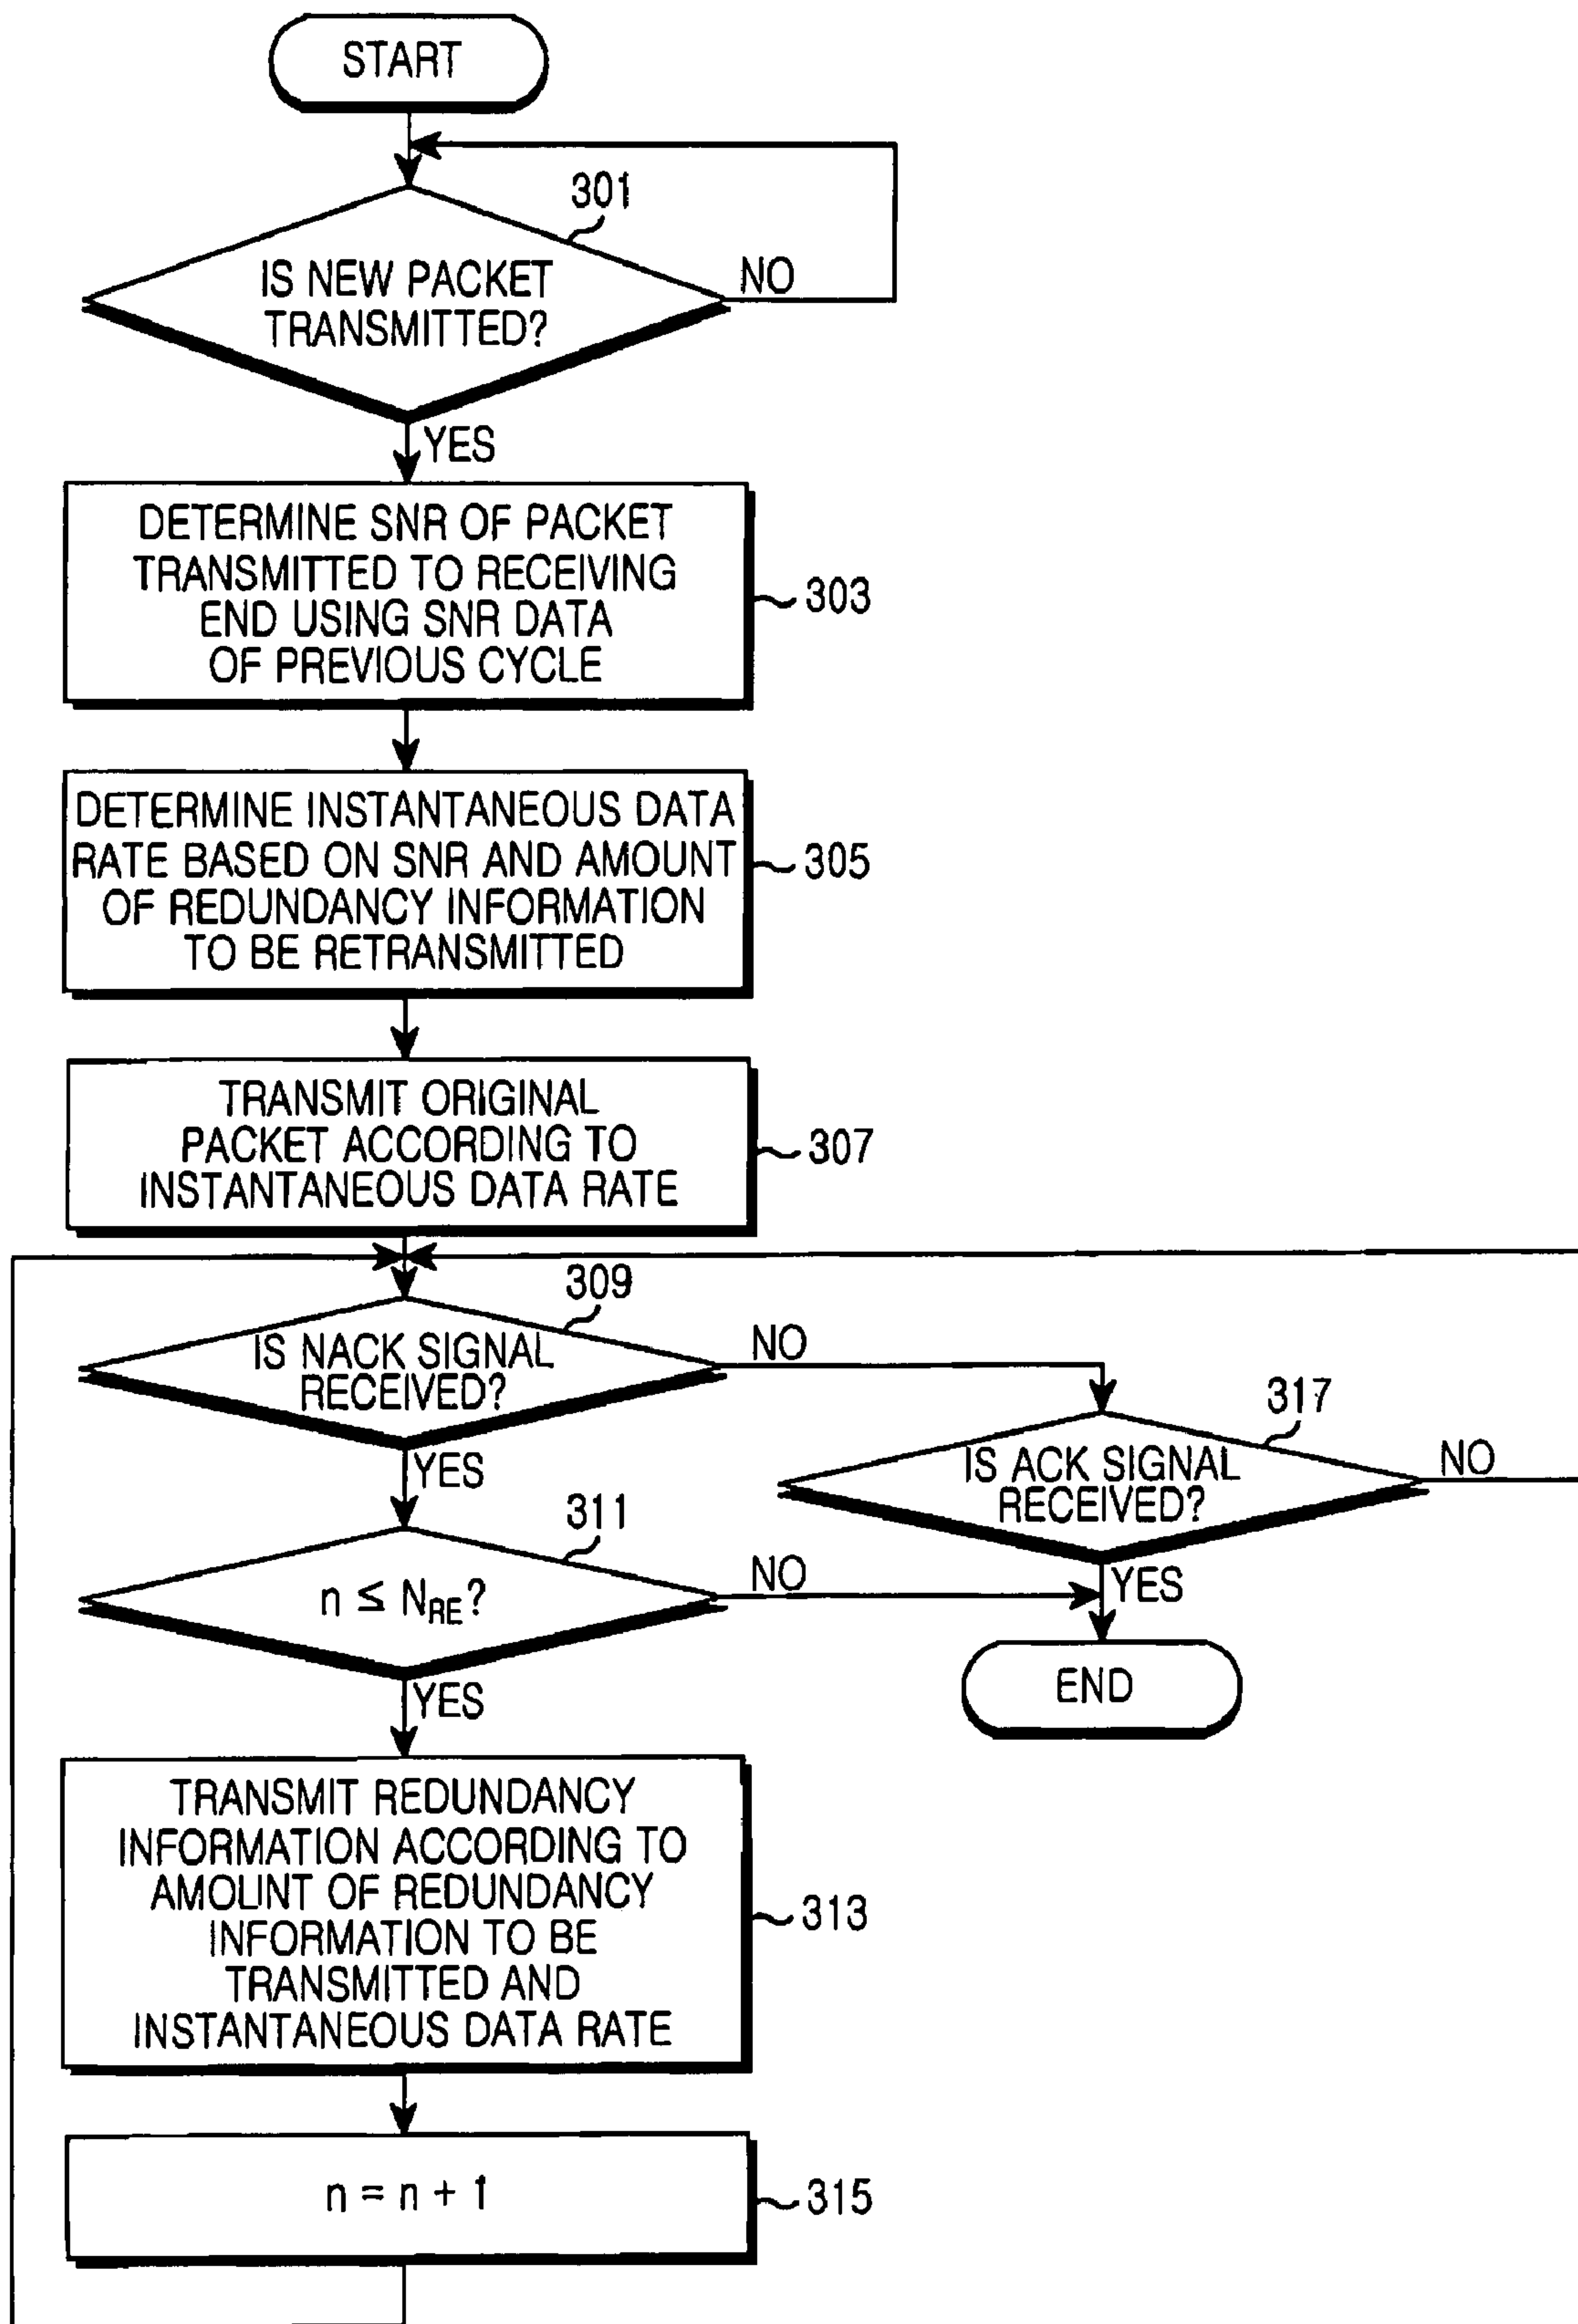 START
301
IS NEW PACKET
TRANSMITTED?
NO
YES
DETERMINE SNR OF PACKET
TRANSMITTED TO RECEIVING
END USING SNR DATA
OF PREVIOUS CYCLE
303
DETERMINE INSTANTANEOUS DATA
RATE BASED ON SNR AND AMOUNT
OF REDUNDANCY INFORMATION
TO BE RETRANSMITTED
305
TRANSMIT ORIGINAL
PACKET ACCORDING TO
INSTANTANEOUS DATA RATE
307
309
IS NACK SIGNAL
RECEIVED?
NO
YES
317
IS ACK SIGNAL
RECEIVED?
NO
YES
311
n ≤ NRE?
NO
YES
END
TRANSMIT REDUNDANCY
INFORMATION ACCORDING TO
AMOUNT OF REDUNDANCY
INFORMATION TO BE
TRANSMITTED AND
INSTANTANEOUS DATA RATE
313
n = n + 1
315